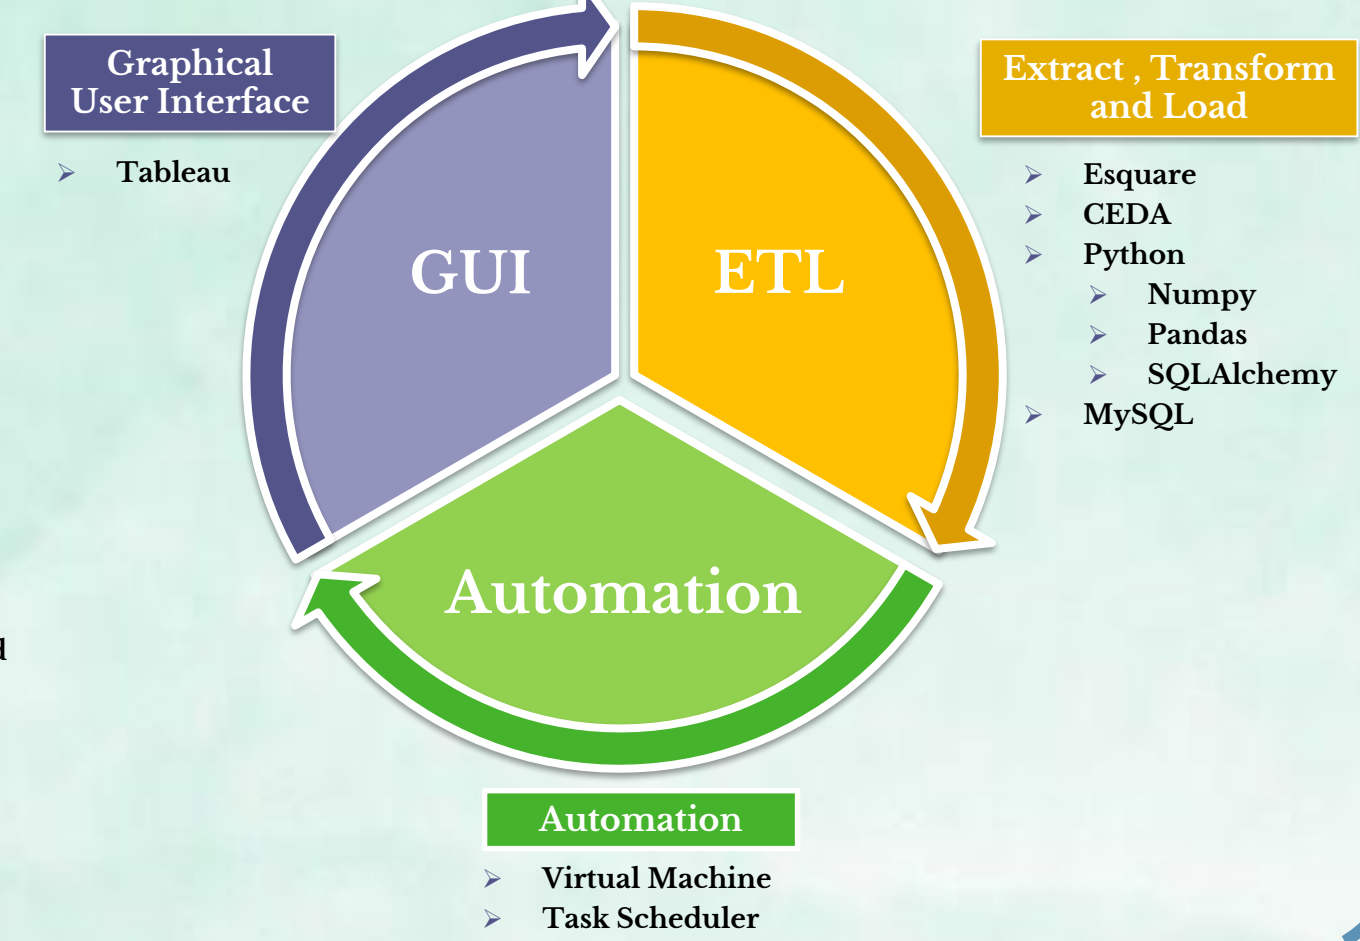 Graphical
User Interface
Tableau
GUI
ETL
Extract , Transform
and Load
Esquare
CEDA
Python
Numpy
Pandas
SQLAlchemy
MySQL
Automation
Automation
Virtual Machine
Task Scheduler